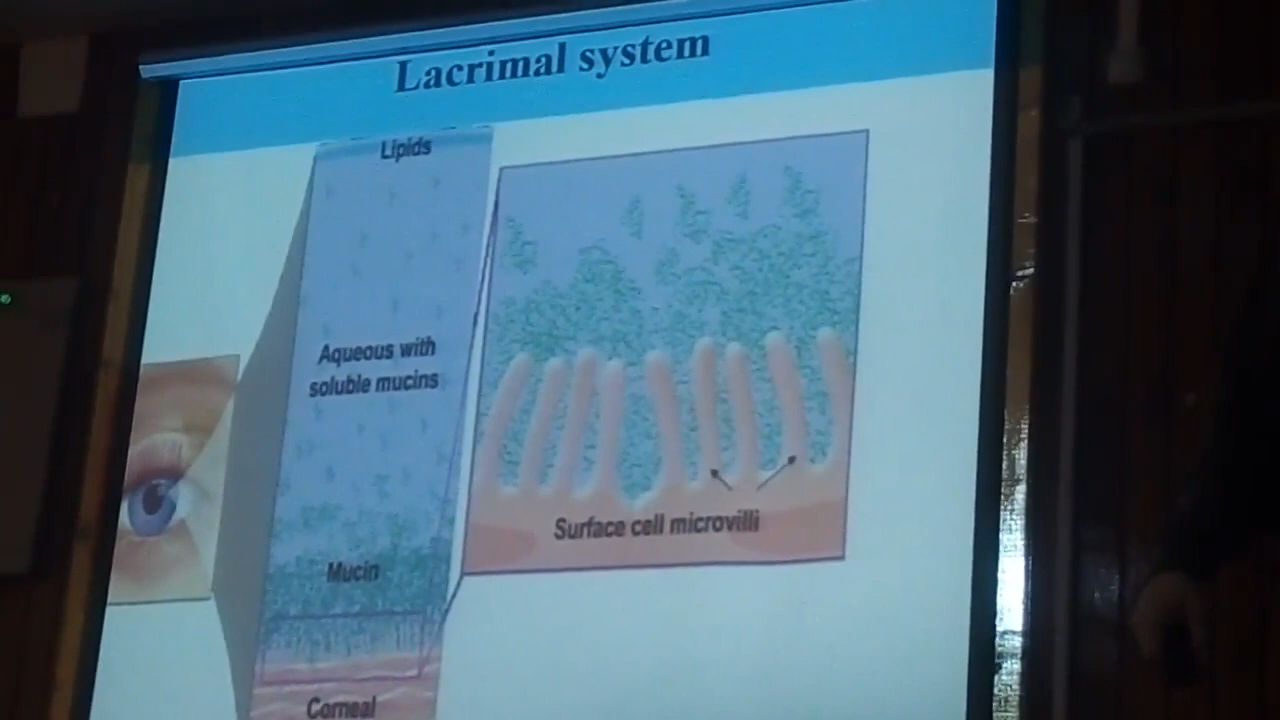 Lacrimal system
Lipids
Aqueous with
soluble mucins
Mucin
Corneal
Surface cell microvilli